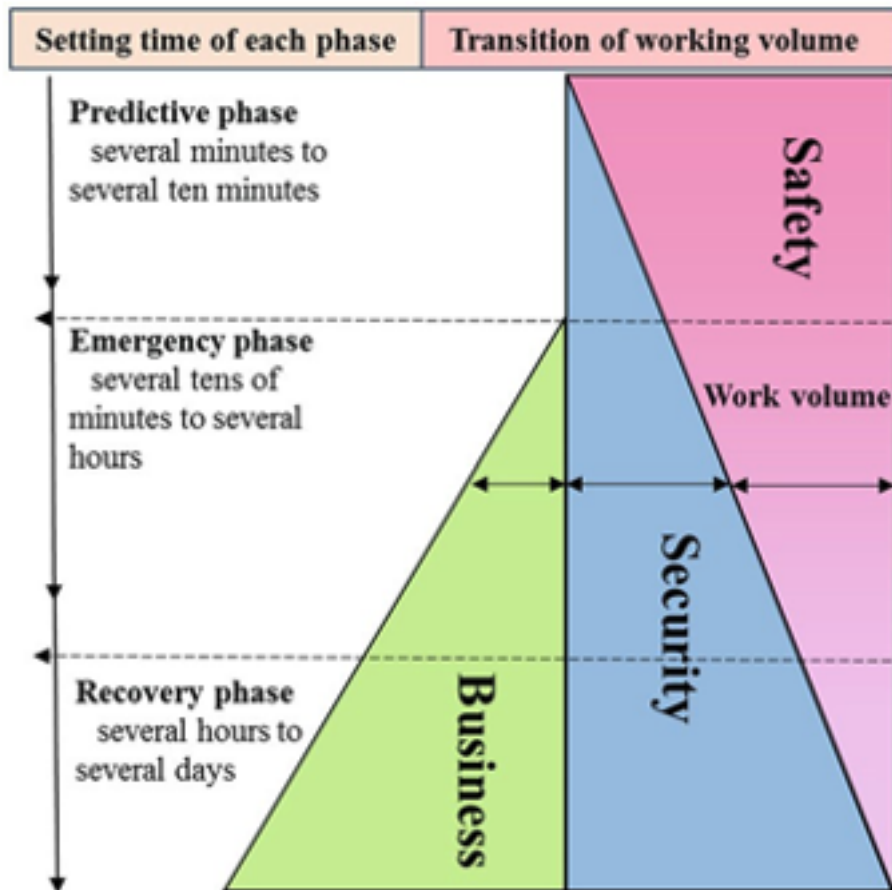 Setting time of each phase
Transition of working volume
Predictive phase
several minutes to
several ten minutes
Emergency phase
several tens of
minutes to several
hours
Recovery phase
several hours to
several days
Safety
Work volume
Security
Business